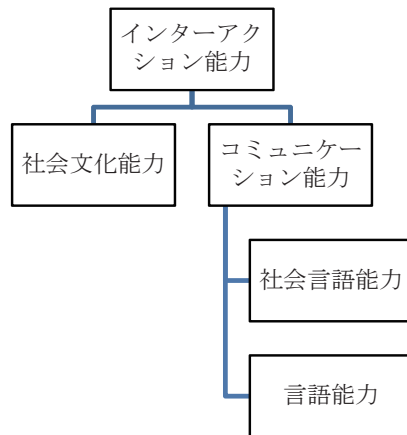 インターアク
ション能力
社会文化能力
コミュニケー
ション能力
社会言語能力
言語能力